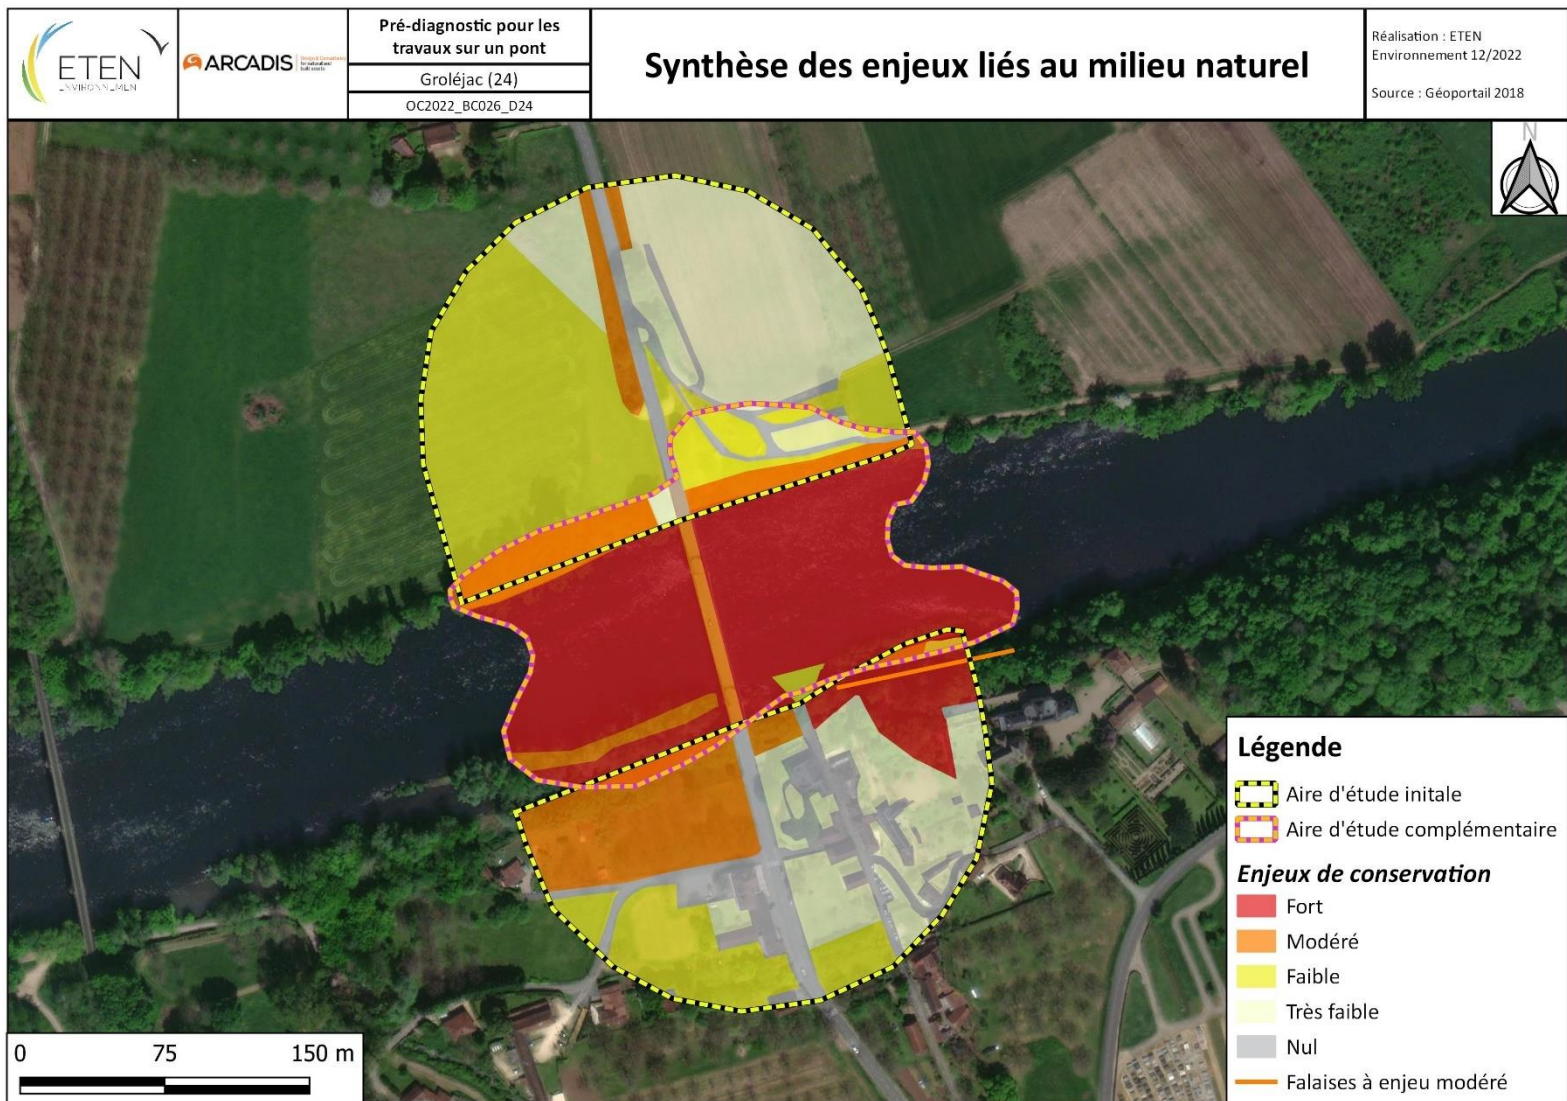 ETEN
ENVIRONNEMENT
ARCADIS
Pré-diagnostic pour les
travaux sur un pont
Groléjac (24)
OC2022_BC026_D24
Synthèse des enjeux liés au milieu naturel
Réalisation : ETEN
Environnement 12/2022
Source : Géoportail 2018
N
Légende
Aire d'étude initale
Aire d'étude complémentaire
Enjeux de conservation
Fort
Modéré
Faible
Très faible
Nul
Falaises à enjeu modéré
0 75 150 m